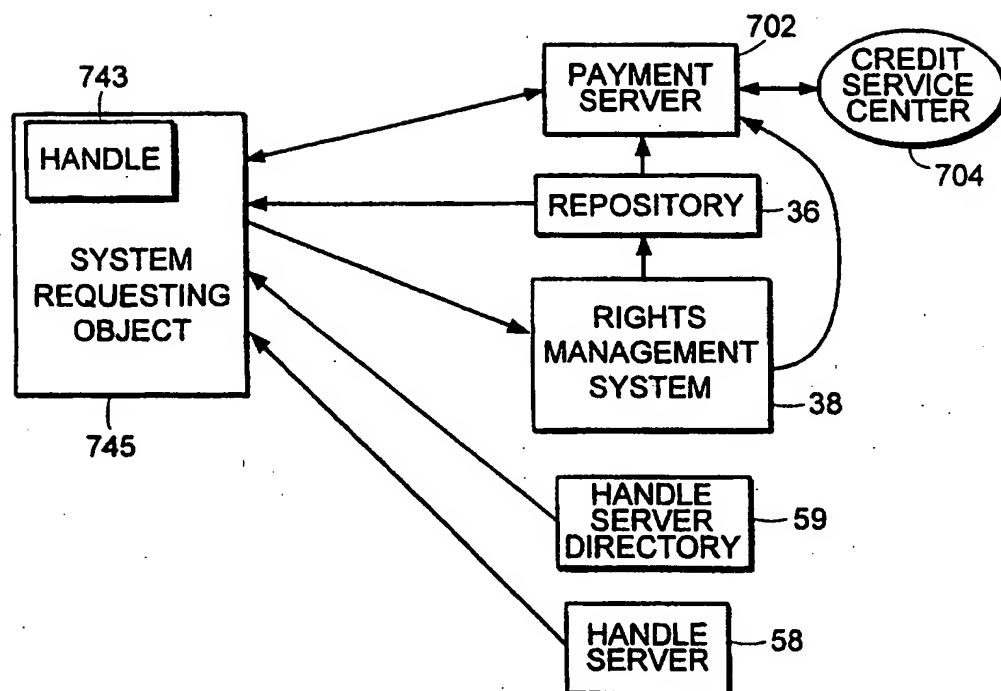 702
PAYMENT
SERVER
CREDIT
SERVICE
CENTER
704
743
HANDLE
SYSTEM
REQUESTING
OBJECT
745
REPOSITORY
36
RIGHTS
MANAGEMENT
SYSTEM
38
HANDLE
SERVER
DIRECTORY
59
HANDLE
SERVER
58